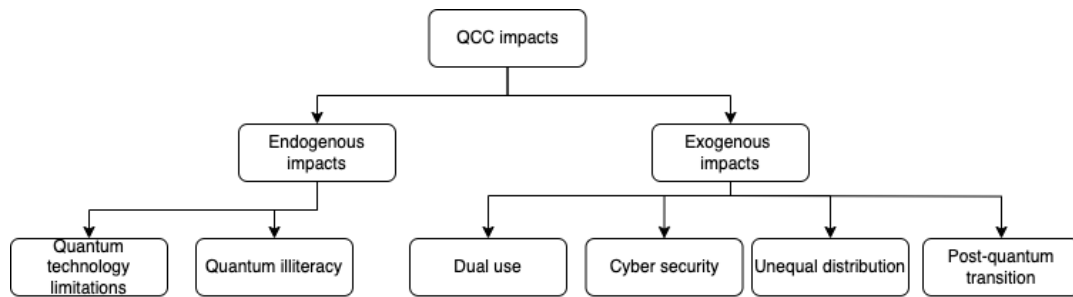 QCC impacts
Endogenous
impacts
Exogenous
impacts
Quantum
technology
limitations
Quantum illiteracy
Dual use
Cyber security
Unequal distribution
Post-quantum
transition